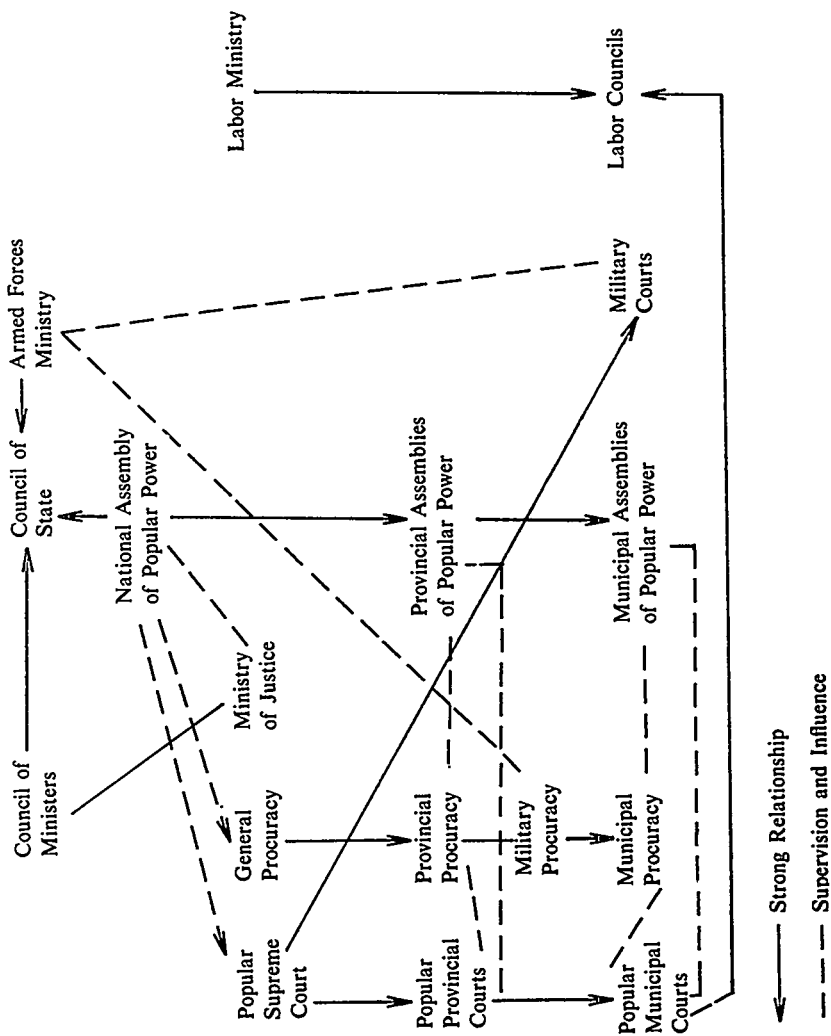 Council of
Ministers
Council of
State
Armed Forces
Ministry
National Assembly
of Popular Power
Labor Ministry
Popular
Supreme
Court
General
Procuracy
Ministry
of Justice
Popular
Provincial
Courts
Provincial
Procuracy
Provincial Assemblies
of Popular Power
Military
Procuracy
Popular
Municipal
Courts
Municipal
Procuracy
Municipal Assemblies
of Popular Power
Military
Courts
Labor Councils
Strong Relationship
Supervision and Influence